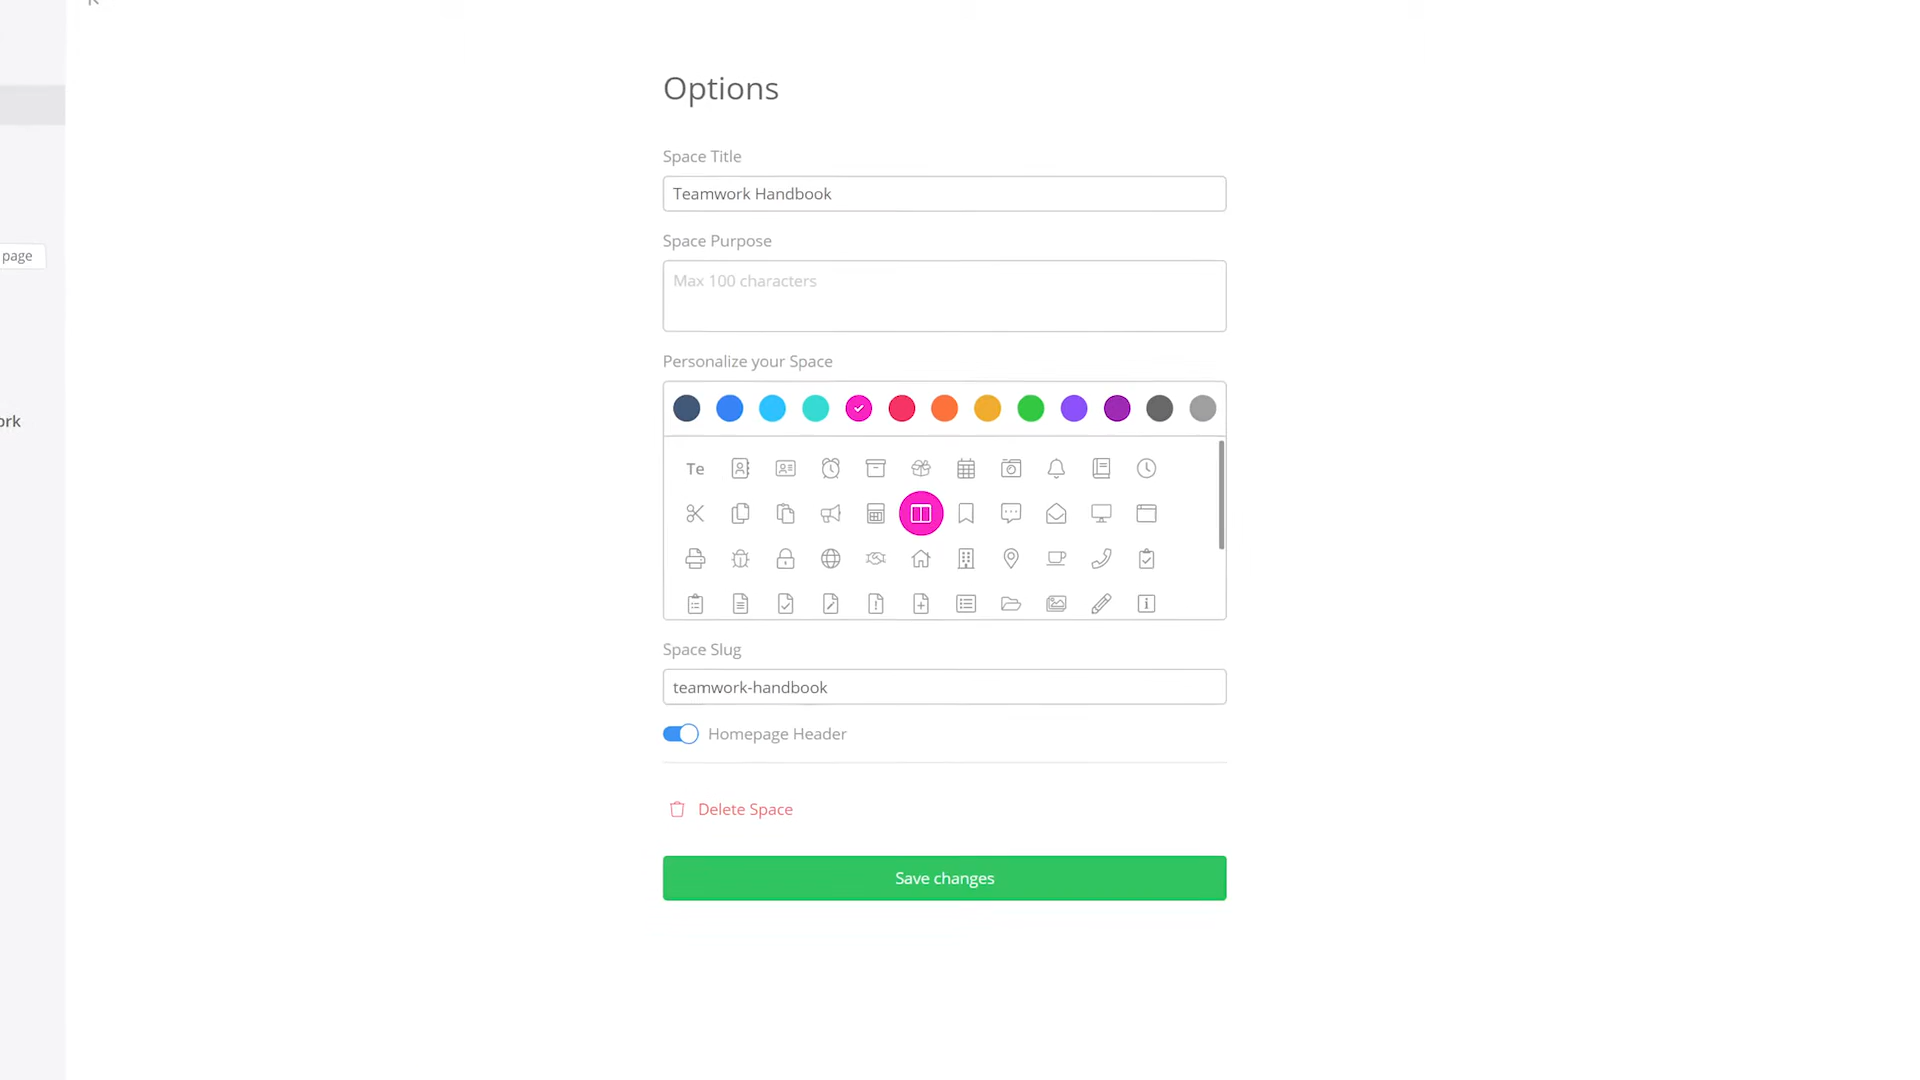 Options
Space Title
Teamwork Handbook
Space Purpose
page
Max 100 characters
Personalize your Space
ork
Te
Space Slug
teamwork-handbook
Homepage Header
Delete Space
Save changes